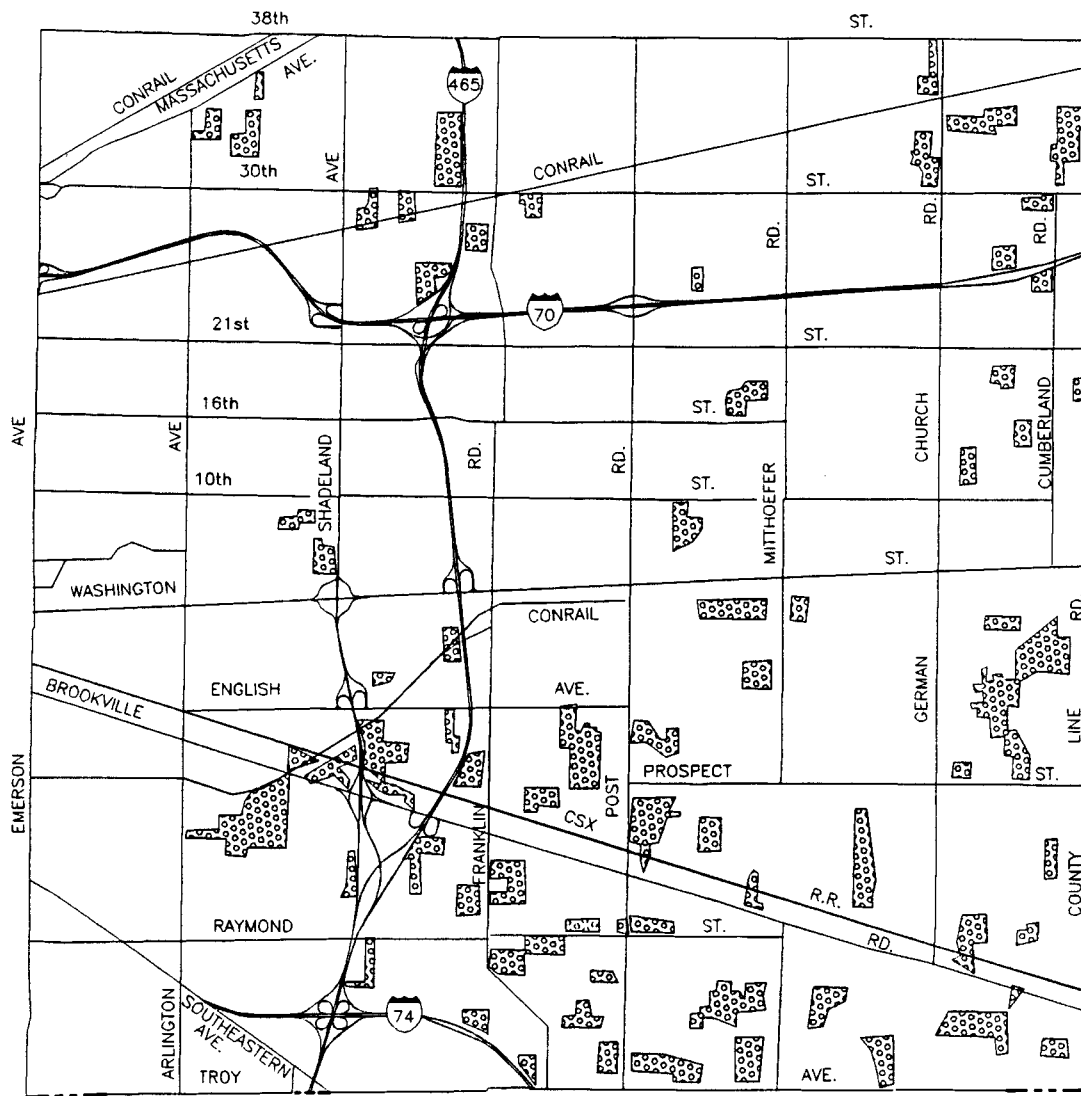 38th
ST.
CONRAIL
MASSACHUSETTS
AVE.
465
AVE
30th
CONRAIL
ST.
RD.
RD.
RD.
70
21st
ST.
16th
ST.
AVE
AVE
SHADELAND
RD.
RD.
MITTHOEFER
CHURCH
CUMBERLAND
10th
ST.
ST.
WASHINGTON
CONRAIL
RD
GERMAN
ENGLISH
AVE.
BROOKVILLE
LINE
PROSPECT
ST.
EMERSON
POST
CSX
FRANKLIN
COUNTY
R.R.
RAYMOND
ST.
RD.
ARLINGTON
SOUTHEASTERN
AVE.
74
TROY
AVE.